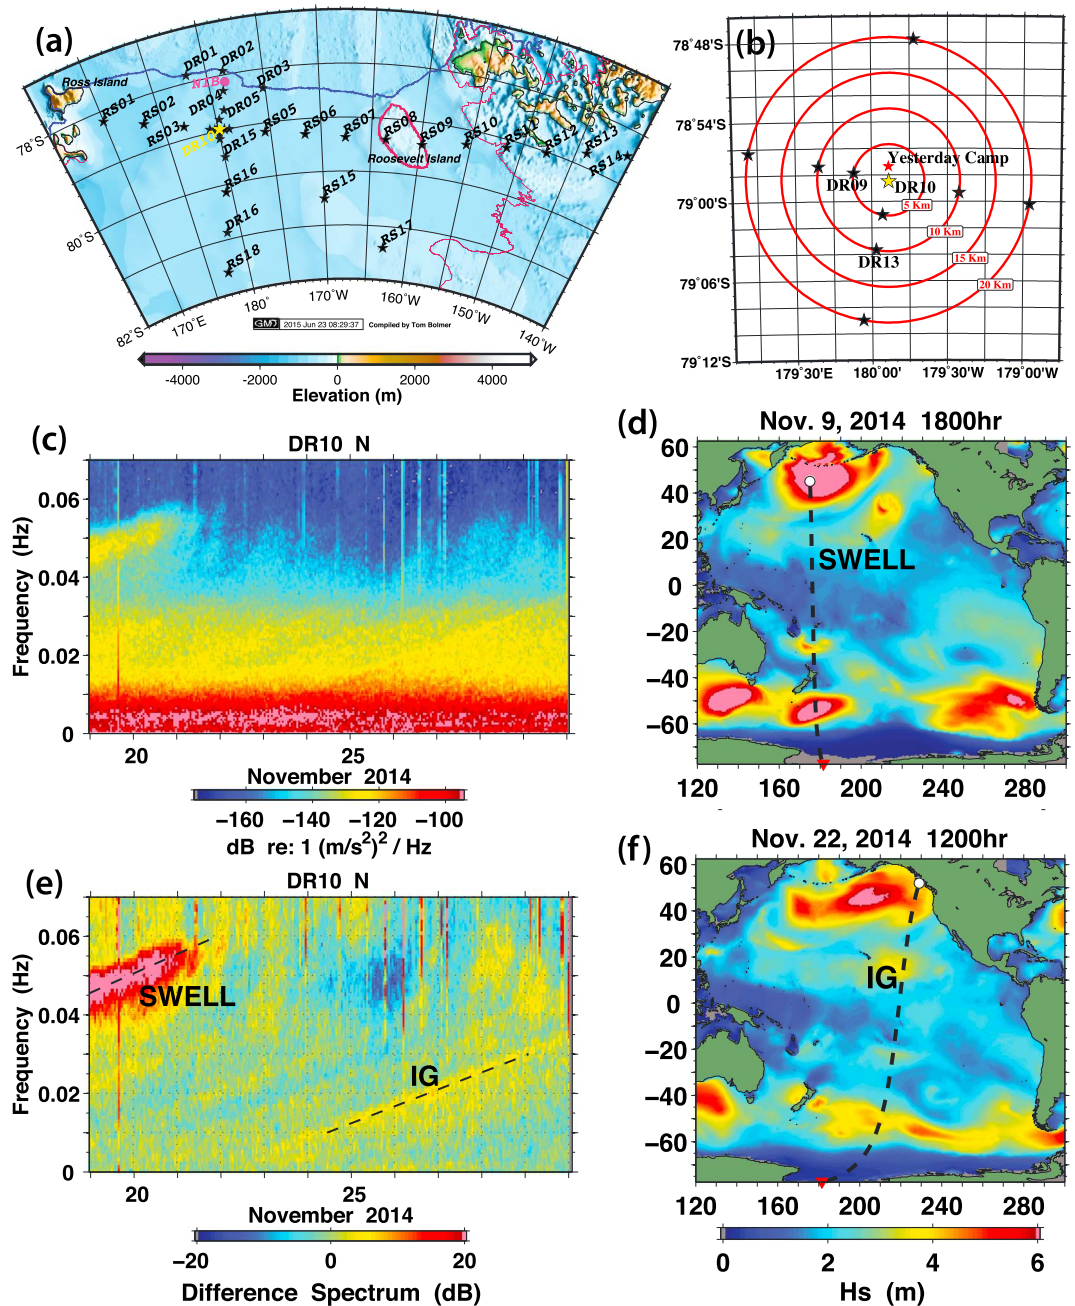 (a)
Ross Island
DR01
DR02
DR03
NIB
RS01
RS02
RS03
DR04
DR05
RS05
RS06
RS07
RS08
RS09
RS10
RS12
RS13
RS14
DR15
Roosevelt Island
RS16
RS15
DR16
RS17
RS18
78°S
80°S
82°S
170°E
180°
170°W
160°W
150°W
140°W
GMD 2015 Jun 23 08:29:37 Compiled by Tom Bolmer
-4000 -2000 0 2000 4000
Elevation (m)
(b)
78°48'S
78°54'S
79°00'S
79°06'S
79°12'S
Yesterday Camp
DR09
DR10
DR13
5 Km
10 Km
15 Km
20 Km
179°30'E 180°00' 179°30'W 179°00'W
(c)
DR10 N
Frequency (Hz)
0.06
0.04
0.02
0
20 25
November 2014
−160 −140 −120 −100
dB re: 1 (m/s²)² / Hz
(d)
Nov. 9, 2014 1800hr
60
40
20
0
−20
−40
−60
SWELL
120 160 200 240 280
(e)
DR10 N
Frequency (Hz)
0.06
0.04
0.02
0
SWELL
IG
20 25
November 2014
−20 0 20
Difference Spectrum (dB)
(f)
Nov. 22, 2014 1200hr
60
40
20
0
−20
−40
−60
IG
120 160 200 240 280
0 2 4 6
Hs (m)